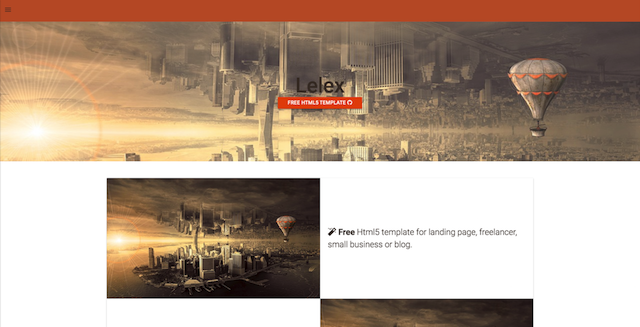 Lelex
FREE HTML5 TEMPLATE
Free Html5 template for landing page, freelancer,
small business or blog.